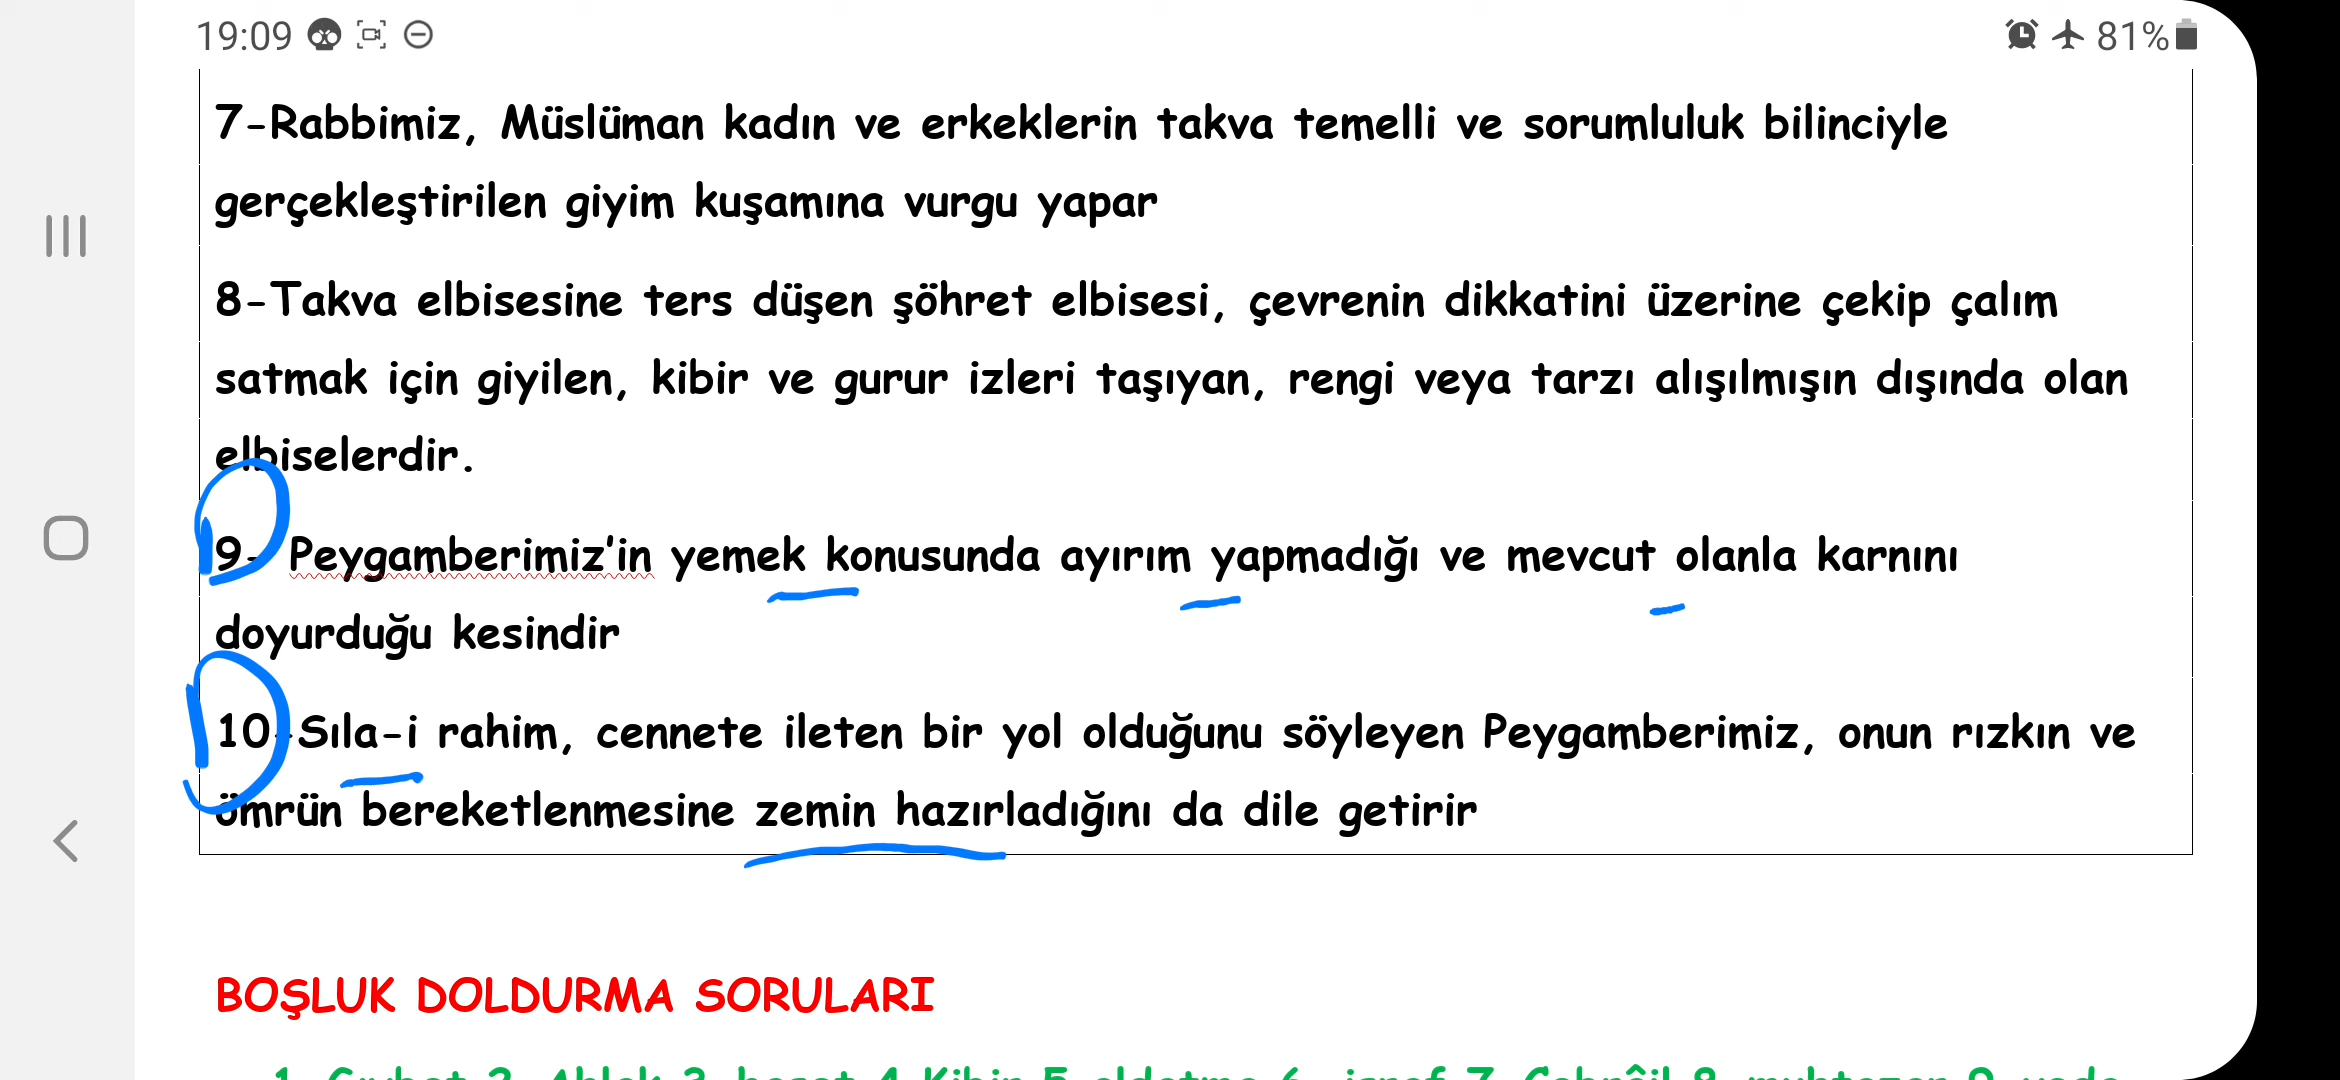 19:09 81%
7-Rabbimiz, Müslüman kadın ve erkeklerin takva temelli ve sorumluluk bilinciyle
gerçekleştirilen giyim kuşamına vurgu yapar
8-Takva elbisesine ters düşen şöhret elbisesi, çevrenin dikkatini üzerine çekip çalım
satmak için giyilen, kibir ve gurur izleri taşıyan, rengi veya tarzı alışılmışın dışında olan
elbiselerdir.
9- Peygamberimiz'in yemek konusunda ayırım yapmadığı ve mevcut olanla karnını
doyurduğu kesindir
10-Sıla-i rahim, cennete ileten bir yol olduğunu söyleyen Peygamberimiz, onun rızkın ve
ömrün bereketlenmesine zemin hazırladığını da dile getirir
BOŞLUK DOLDURMA SORULARI